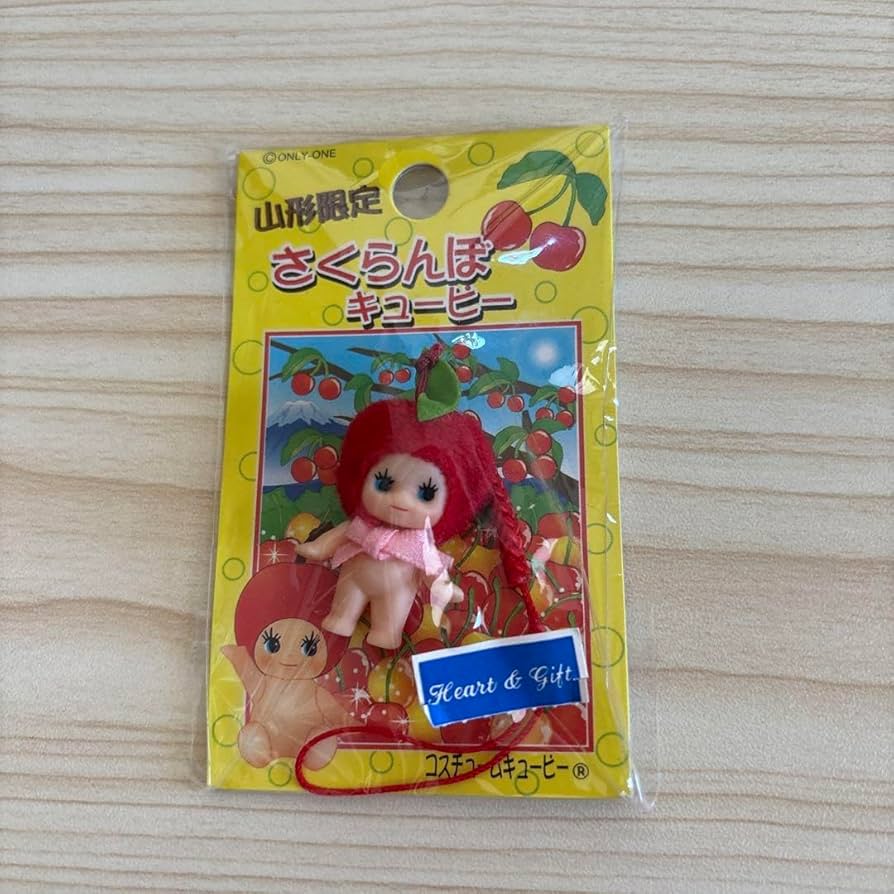 ©ONLY-ONE
山形限定
さくらんぼ
キューピー
Heart & Gift
コスチュームキューピー®